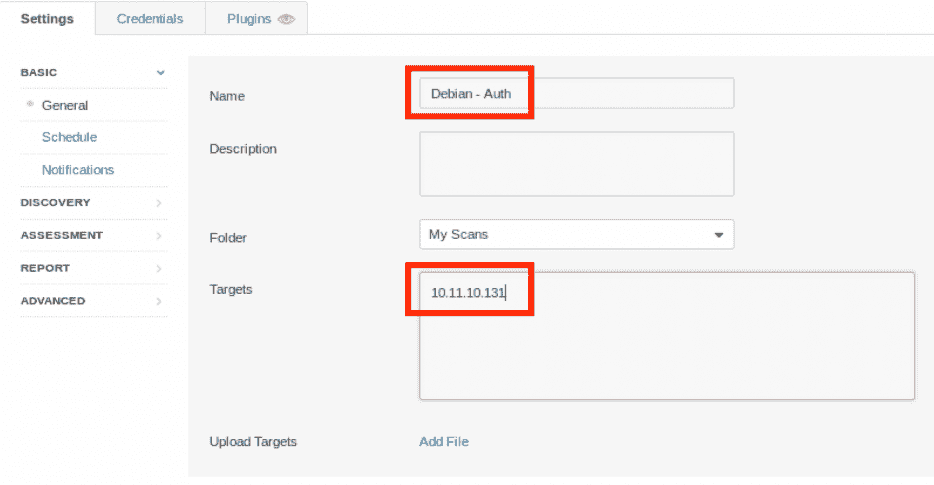 Settings Credentials Plugins
BASIC
General
Schedule
Notifications
DISCOVERY
ASSESSMENT
REPORT
ADVANCED
Name Debian - Auth
Description
Folder My Scans
Targets 10.11.10.131
Upload Targets Add File